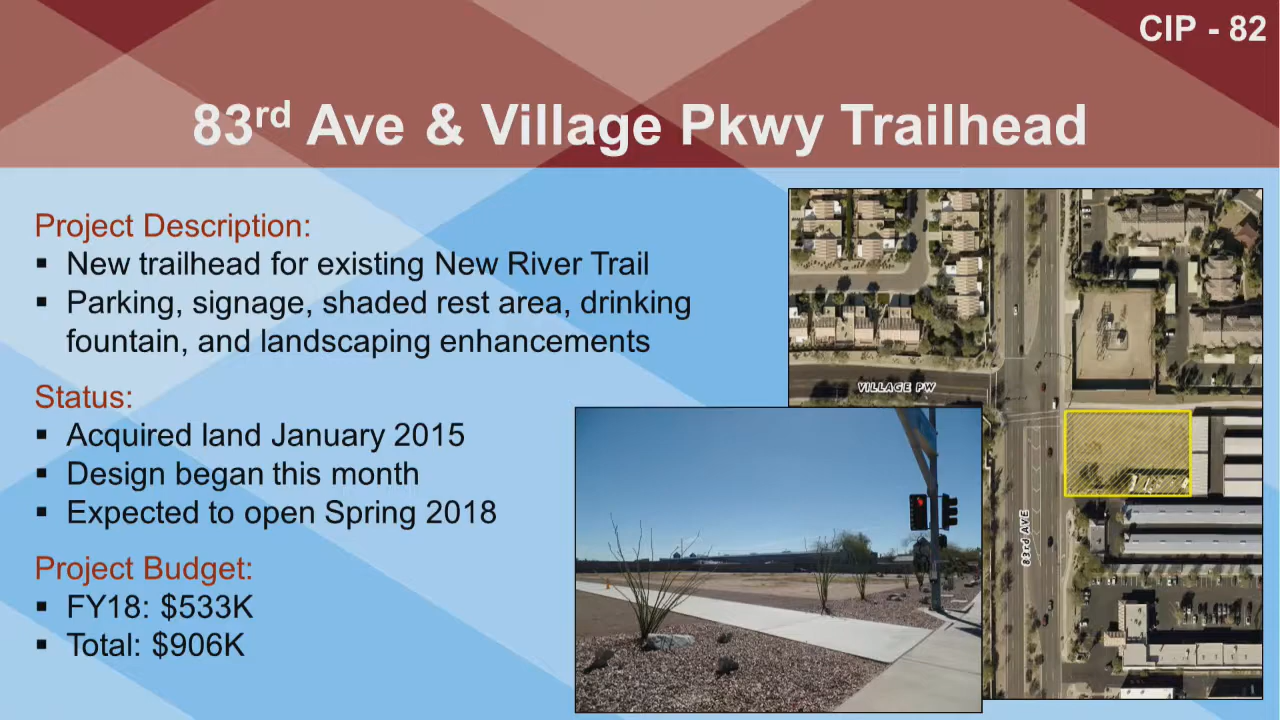 CIP - 82
83rd Ave & Village Pkwy Trailhead
Project Description:
▪ New trailhead for existing New River Trail
▪ Parking, signage, shaded rest area, drinking
fountain, and landscaping enhancements
Status:
▪ Acquired land January 2015
▪ Design began this month
▪ Expected to open Spring 2018
Project Budget:
▪ FY18: $533K
▪ Total: $906K
VILLAGE PW
83rd AVE